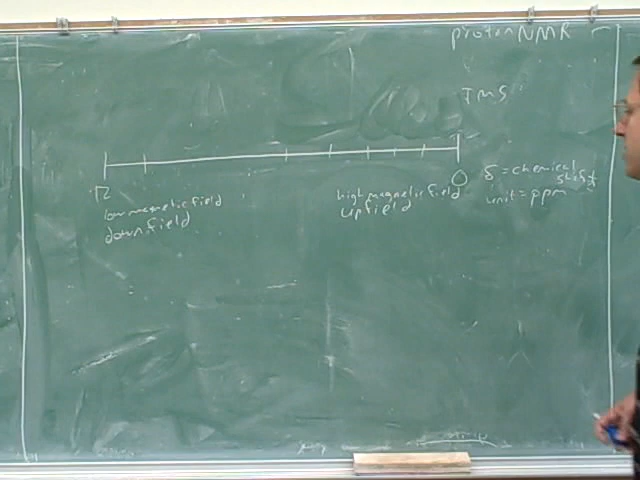 proton NMR
TMS
12
0
δ = chemical
shift
low magnetic field
high magnetic field
unit = ppm
downfield
upfield